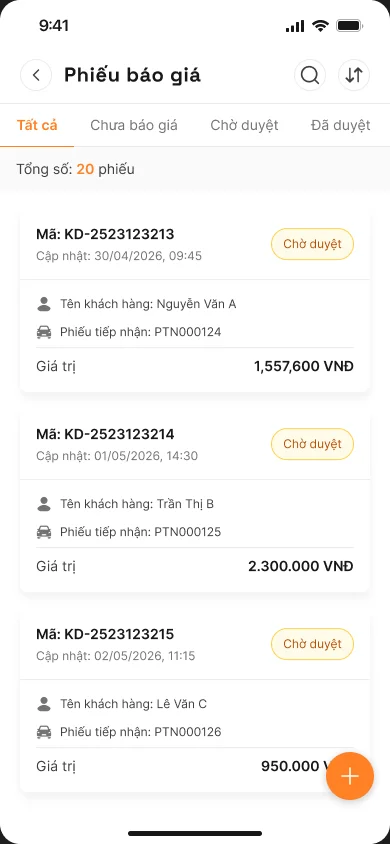 9:41
Phiếu báo giá
Tất cả Chưa báo giá Chờ duyệt Đã duyệt
Tổng số: 20 phiếu
Mã: KD-2523123213
Chờ duyệt
Cập nhật: 30/04/2026, 09:45
Tên khách hàng: Nguyễn Văn A
Phiếu tiếp nhận: PTN000124
Giá trị 1,557,600 VNĐ
Mã: KD-2523123214
Chờ duyệt
Cập nhật: 01/05/2026, 14:30
Tên khách hàng: Trần Thị B
Phiếu tiếp nhận: PTN000125
Giá trị 2.300.000 VNĐ
Mã: KD-2523123215
Chờ duyệt
Cập nhật: 02/05/2026, 11:15
Tên khách hàng: Lê Văn C
Phiếu tiếp nhận: PTN000126
Giá trị 950.000